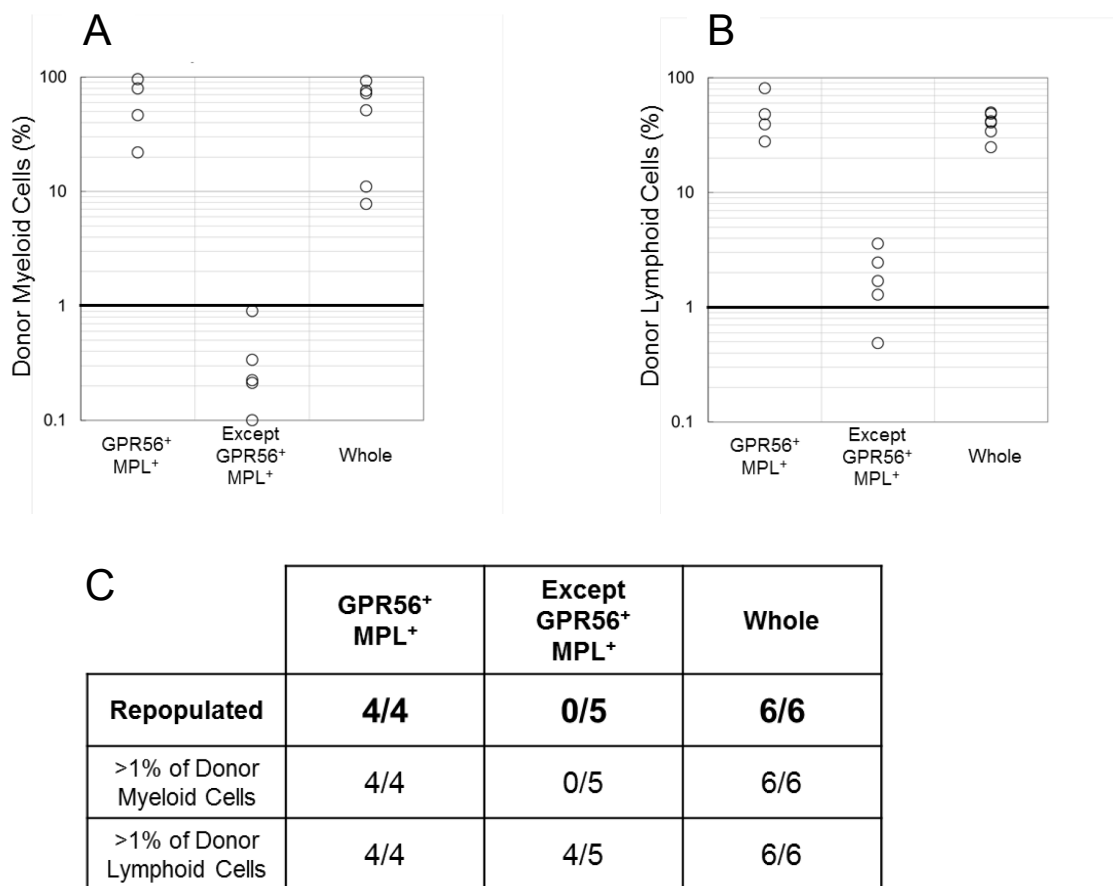 A
Donor Myeloid Cells (%)
100
10
1
0.1
GPR56⁺
MPL⁺
Except
GPR56⁺
MPL⁺
Whole
B
Donor Lymphoid Cells (%)
100
10
1
0.1
GPR56⁺
MPL⁺
Except
GPR56⁺
MPL⁺
Whole
C
GPR56⁺
MPL⁺
Except
GPR56⁺
MPL⁺
Whole
Repopulated
4/4
0/5
6/6
>1% of Donor
Myeloid Cells
4/4
0/5
6/6
>1% of Donor
Lymphoid Cells
4/4
4/5
6/6